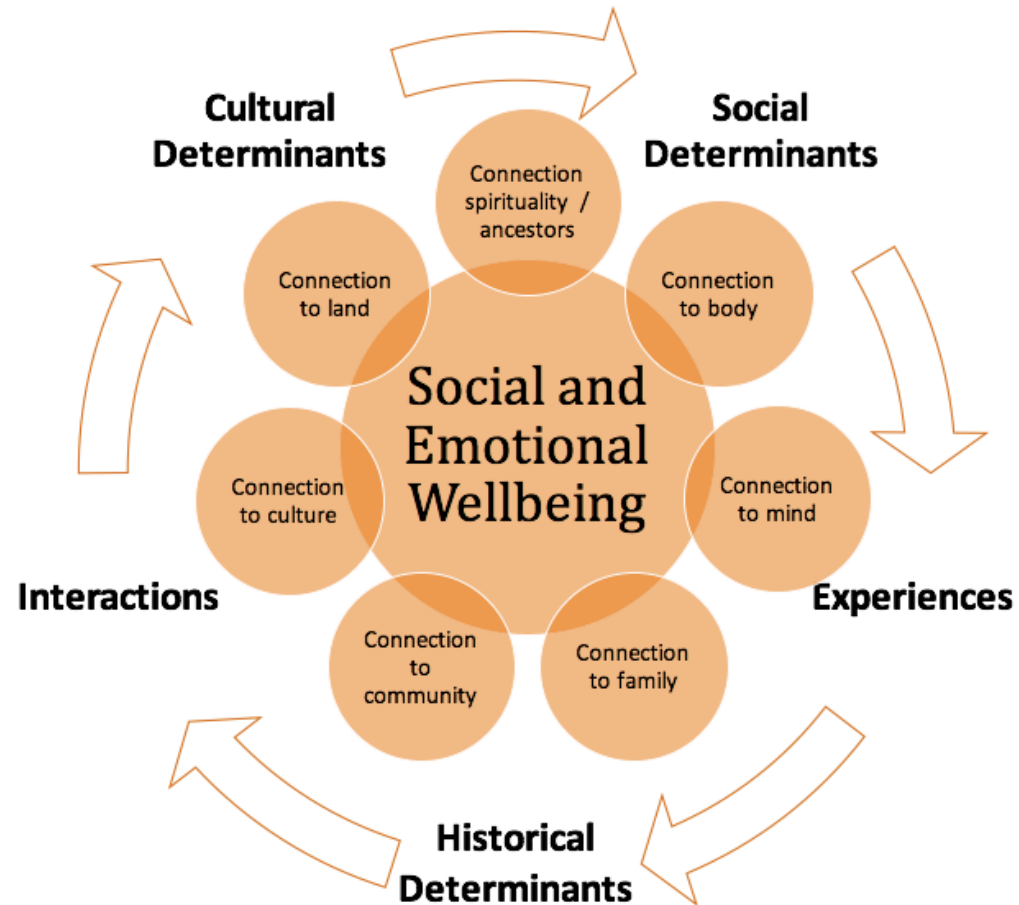 Cultural
Determinants
Social
Determinants
Connection
spirituality /
ancestors
Connection
to land
Connection
to body
Social and
Emotional
Wellbeing
Connection
to culture
Connection
to mind
Interactions
Experiences
Connection
to
community
Connection
to family
Historical
Determinants